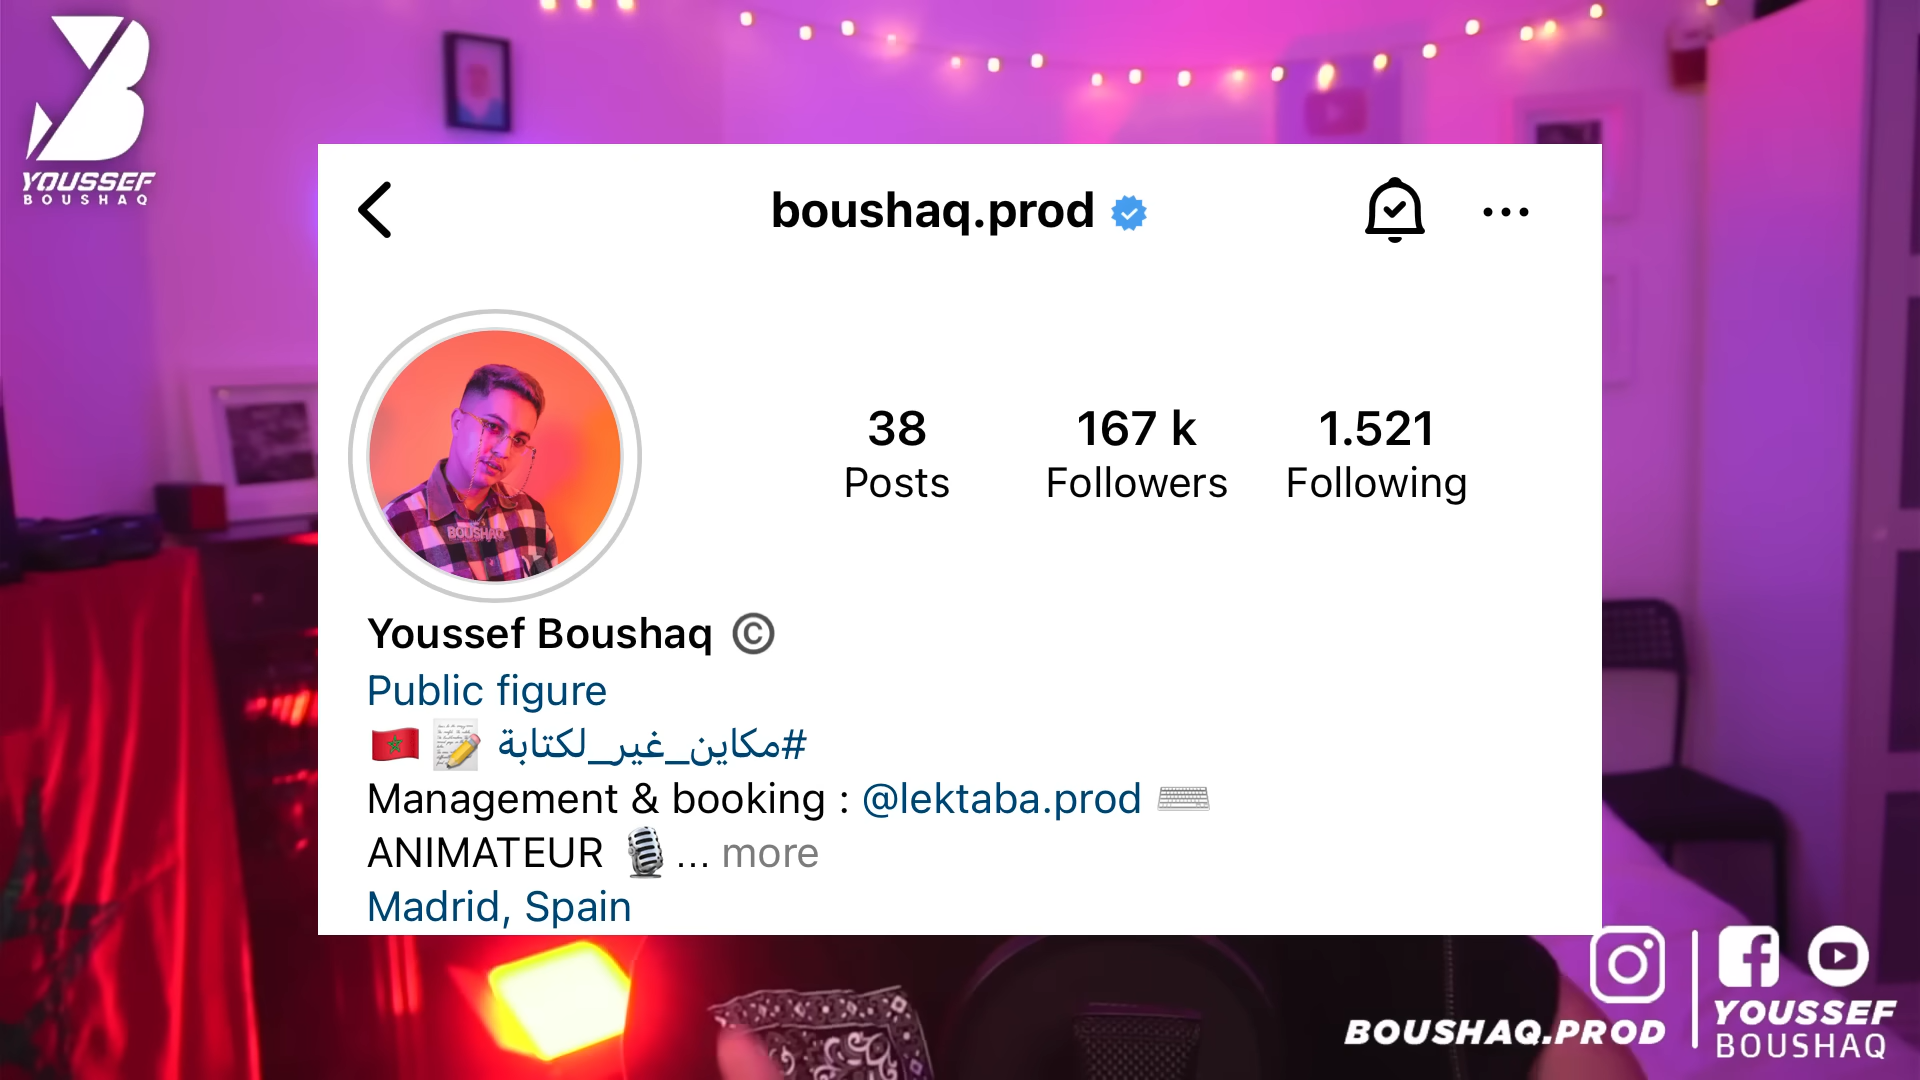 YOUSSEF
BOUSHAQ
boushaq.prod
38
Posts
167 k
Followers
1.521
Following
BOUSHAQ
Youssef Boushaq ©
Public figure
🇲🇦 📝 #مكاين_غير_لكتابة
Management & booking : @lektaba.prod ⌨️
ANIMATEUR 🎙️... more
Madrid, Spain
BOUSHAQ.PROD
YOUSSEF
BOUSHAQ